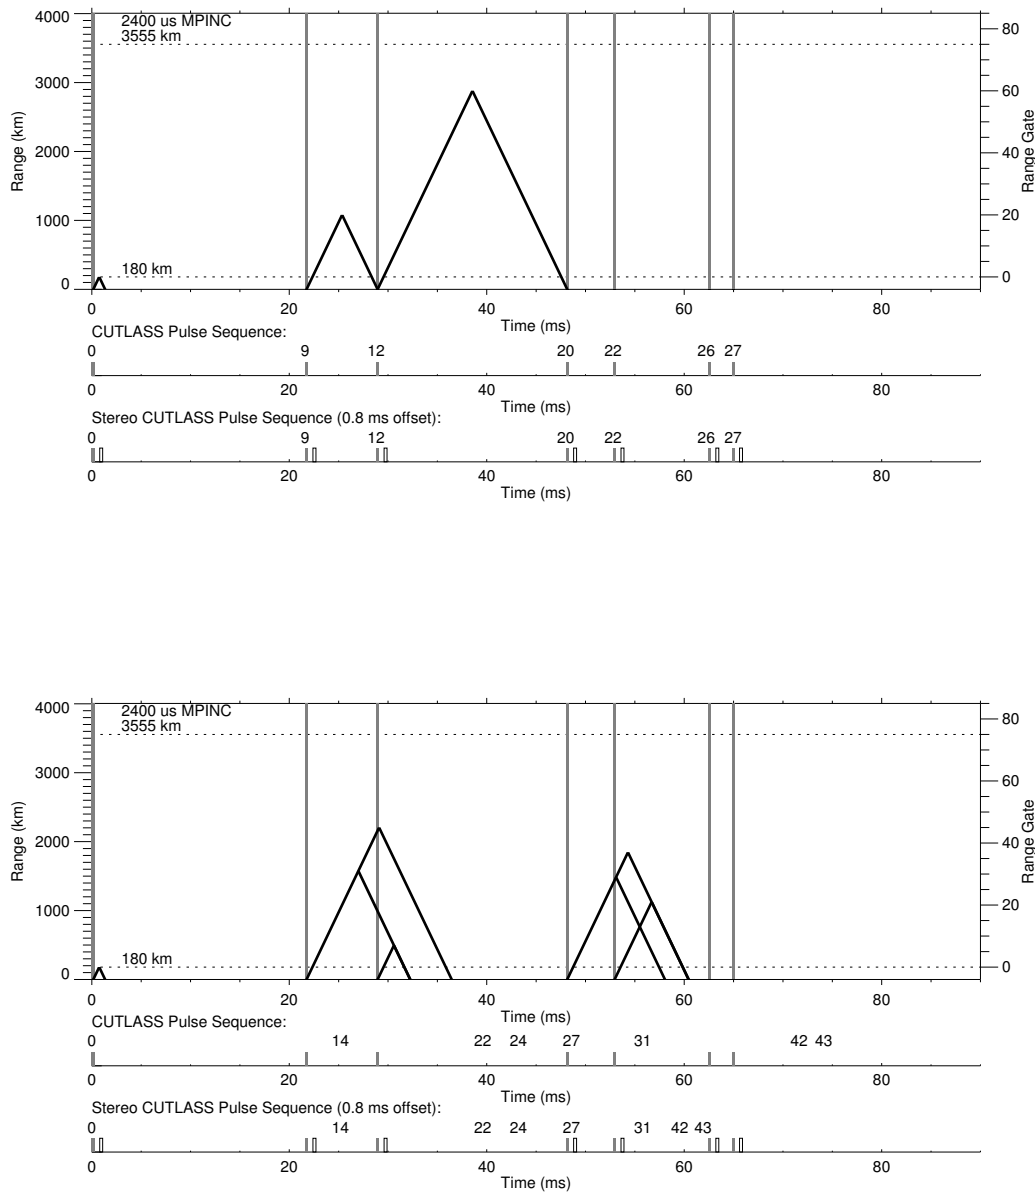 4000
2400 us MPINC
80
3555 km
3000
60
Range (km)
2000
40
Range Gate
1000
20
180 km
0
0
0 20 40 60 80
Time (ms)
CUTLASS Pulse Sequence:
0 9 12 20 22 26 27
0 20 40 60 80
Time (ms)
Stereo CUTLASS Pulse Sequence (0.8 ms offset):
0 9 12 20 22 26 27
0 20 40 60 80
Time (ms)
4000
2400 us MPINC
80
3555 km
3000
60
Range (km)
2000
40
Range Gate
1000
20
180 km
0
0
0 20 40 60 80
Time (ms)
CUTLASS Pulse Sequence:
0 14 22 24 27 31 42 43
0 20 40 60 80
Time (ms)
Stereo CUTLASS Pulse Sequence (0.8 ms offset):
0 14 22 24 27 31 42 43
0 20 40 60 80
Time (ms)